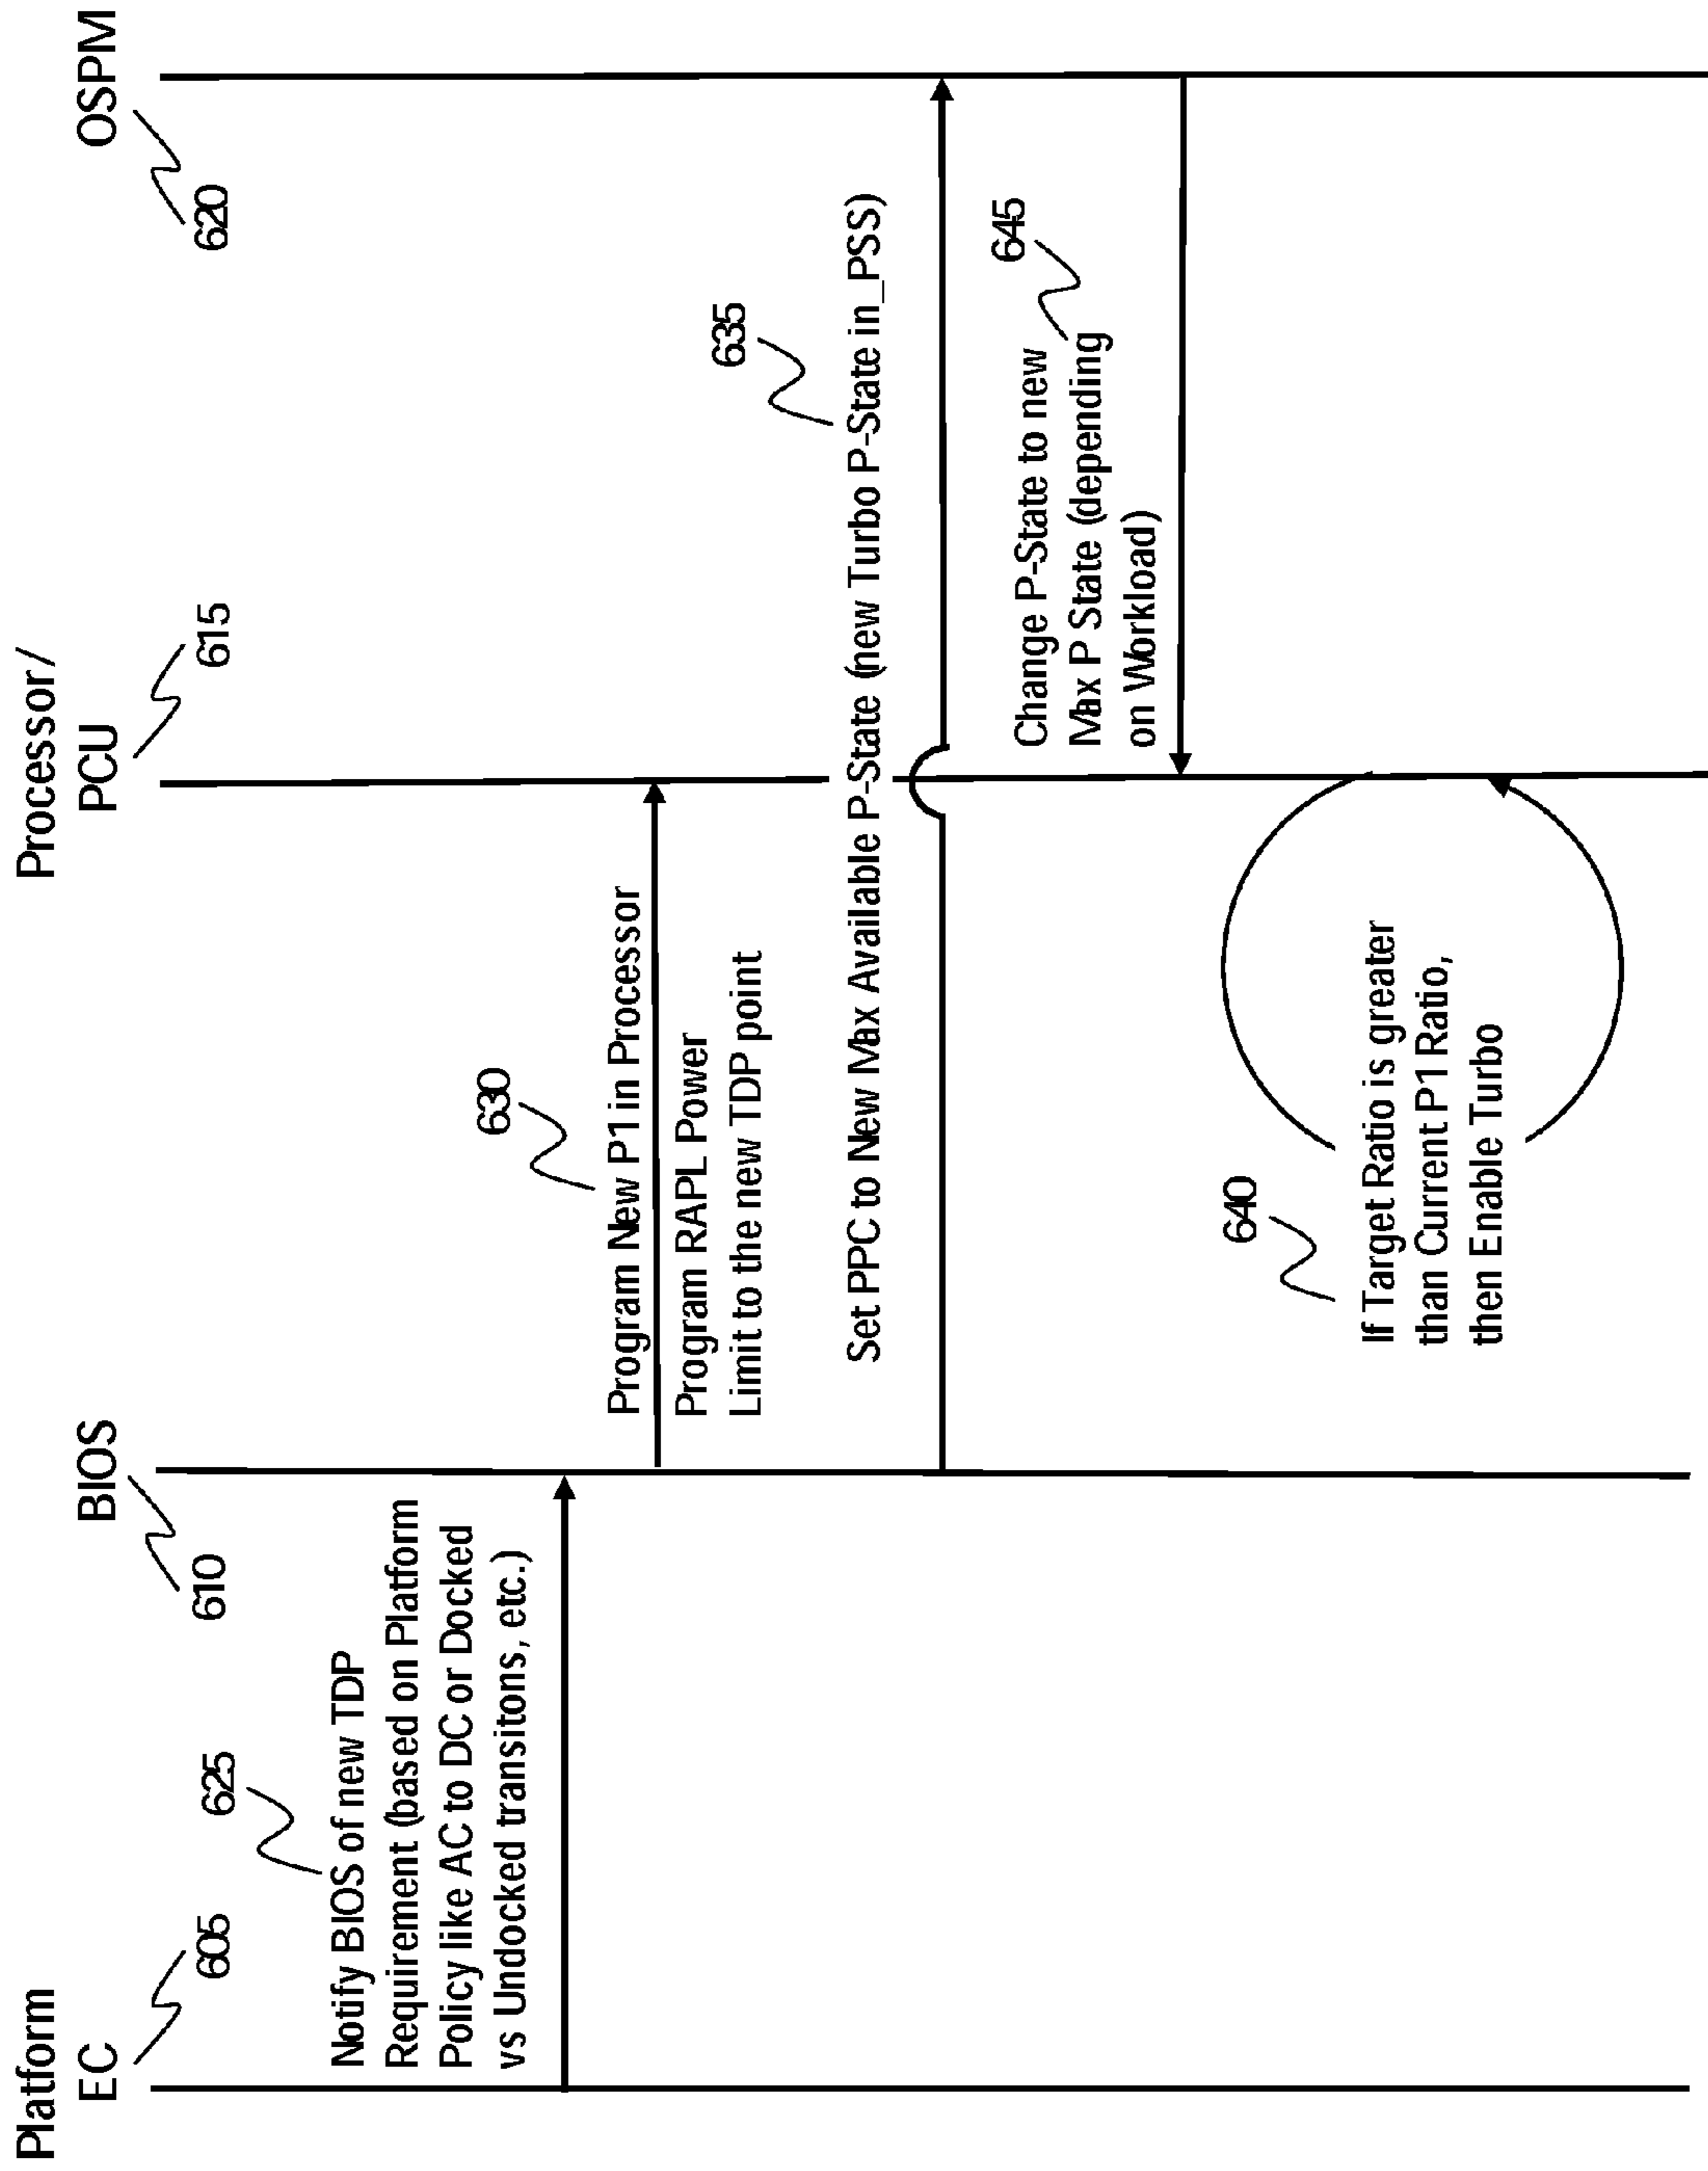 Platform
EC
605
BIOS
610
Processor/
PCU
615
OSPM
620
625
Notify BIOS of new TDP
Requirement (based on Platform
Policy like AC to DC or Docked
vs Undocked transitons, etc.)
630
Program New P1 in Processor
Program RAPL Power
Limit to the new TDP point
635
Set PPC to New Max Available P-State (new Turbo P-State in_PSS)
645
Change P-State to new
Max P State (depending
on Workload)
640
If Target Ratio is greater
than Current P1 Ratio,
then Enable Turbo